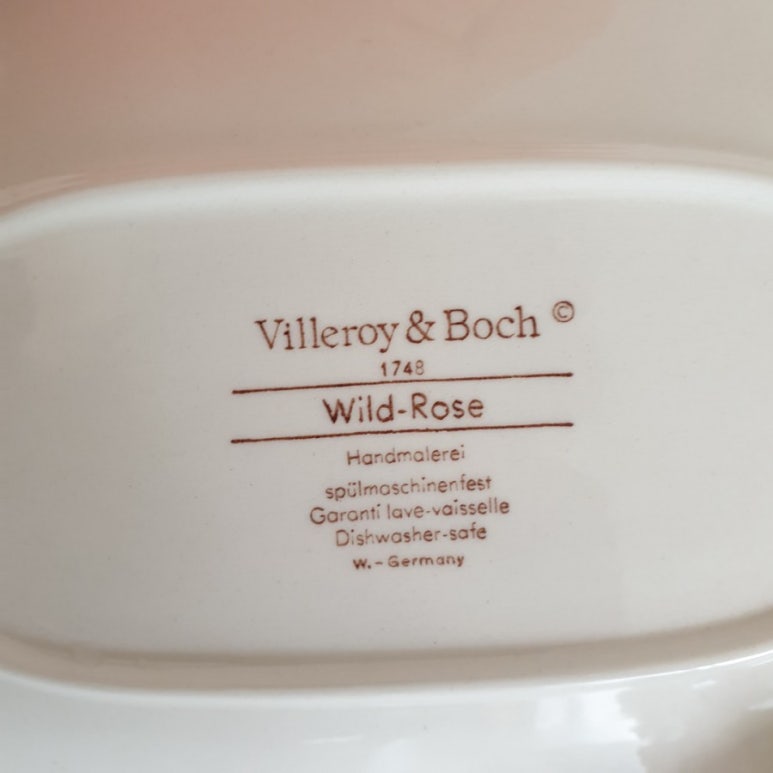 Villeroy & Boch ©
1748
Wild-Rose
Handmalerei
spülmaschinenfest
Garanti lave-vaisselle
Dishwasher-safe
W.-Germany